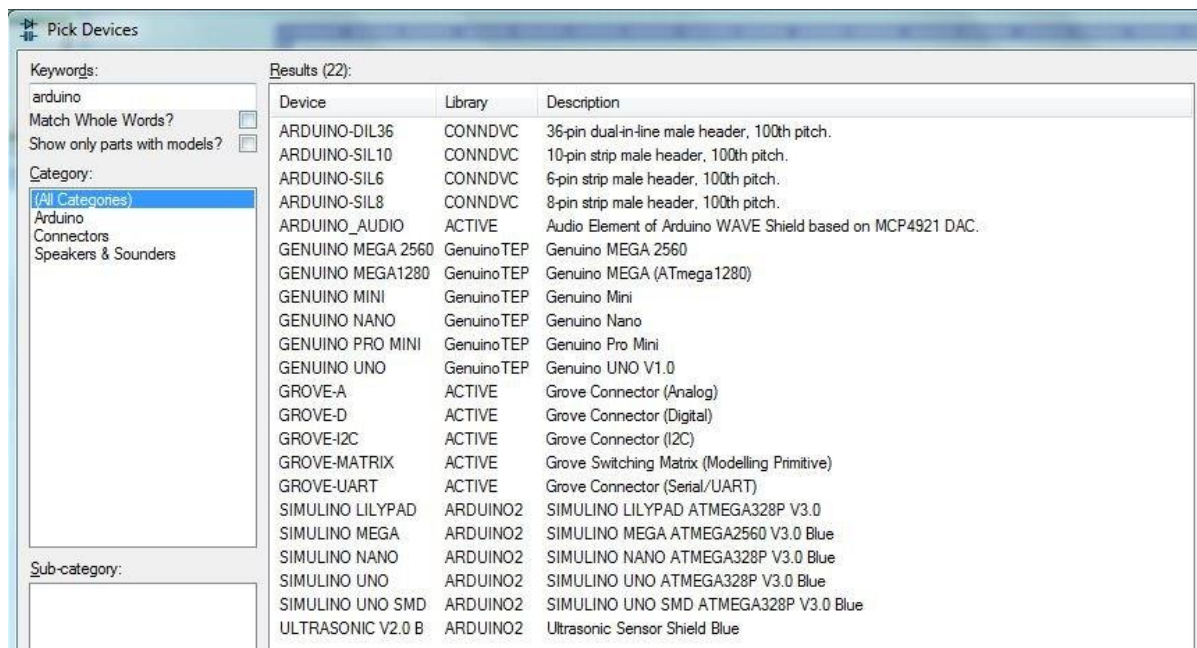 Pick Devices
Keywords:
arduino
Match Whole Words?
Show only parts with models?
Category:
(All Categories)
Arduino
Connectors
Speakers & Sounders
Sub-category:
Results (22):
Device Library Description
ARDUINO-DIL36 CONNDVC 36-pin dual-in-line male header, 100th pitch.
ARDUINO-SIL10 CONNDVC 10-pin strip male header, 100th pitch.
ARDUINO-SIL6 CONNDVC 6-pin strip male header, 100th pitch.
ARDUINO-SIL8 CONNDVC 8-pin strip male header, 100th pitch.
ARDUINO_AUDIO ACTIVE Audio Element of Arduino WAVE Shield based on MCP4921 DAC.
GENUINO MEGA 2560 GenuinoTEP Genuino MEGA 2560
GENUINO MEGA1280 GenuinoTEP Genuino MEGA (ATmega1280)
GENUINO MINI GenuinoTEP Genuino Mini
GENUINO NANO GenuinoTEP Genuino Nano
GENUINO PRO MINI GenuinoTEP Genuino Pro Mini
GENUINO UNO GenuinoTEP Genuino UNO V1.0
GROVE-A ACTIVE Grove Connector (Analog)
GROVE-D ACTIVE Grove Connector (Digital)
GROVE-I2C ACTIVE Grove Connector (I2C)
GROVE-MATRIX ACTIVE Grove Switching Matrix (Modelling Primitive)
GROVE-UART ACTIVE Grove Connector (Serial/UART)
SIMULINO LILYPAD ARDUINO2 SIMULINO LILYPAD ATMEGA328P V3.0
SIMULINO MEGA ARDUINO2 SIMULINO MEGA ATMEGA2560 V3.0 Blue
SIMULINO NANO ARDUINO2 SIMULINO NANO ATMEGA328P V3.0 Blue
SIMULINO UNO ARDUINO2 SIMULINO UNO ATMEGA328P V3.0 Blue
SIMULINO UNO SMD ARDUINO2 SIMULINO UNO SMD ATMEGA328P V3.0 Blue
ULTRASONIC V2.0 B ARDUINO2 Ultrasonic Sensor Shield Blue